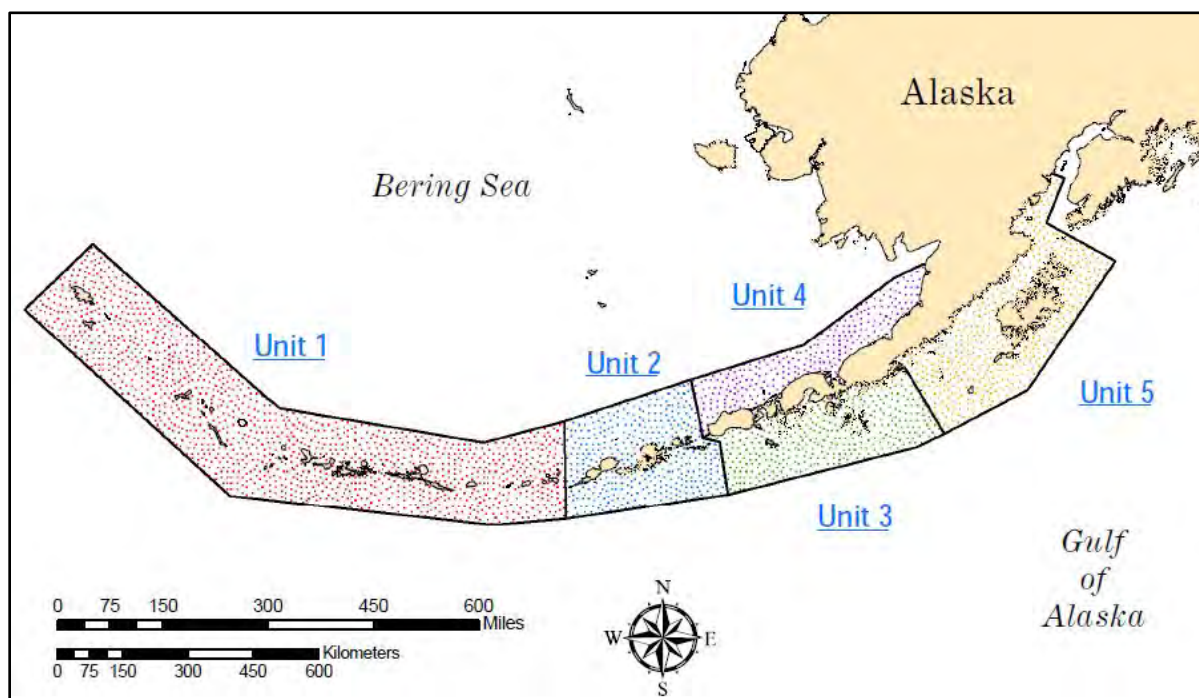 Alaska
Bering Sea
Unit 4
Unit 1
Unit 2
Unit 5
Unit 3
Gulf
of
Alaska
0 75 150 300 450 600
Miles
Kilometers
0 75 150 300 450 600
N
W E
S